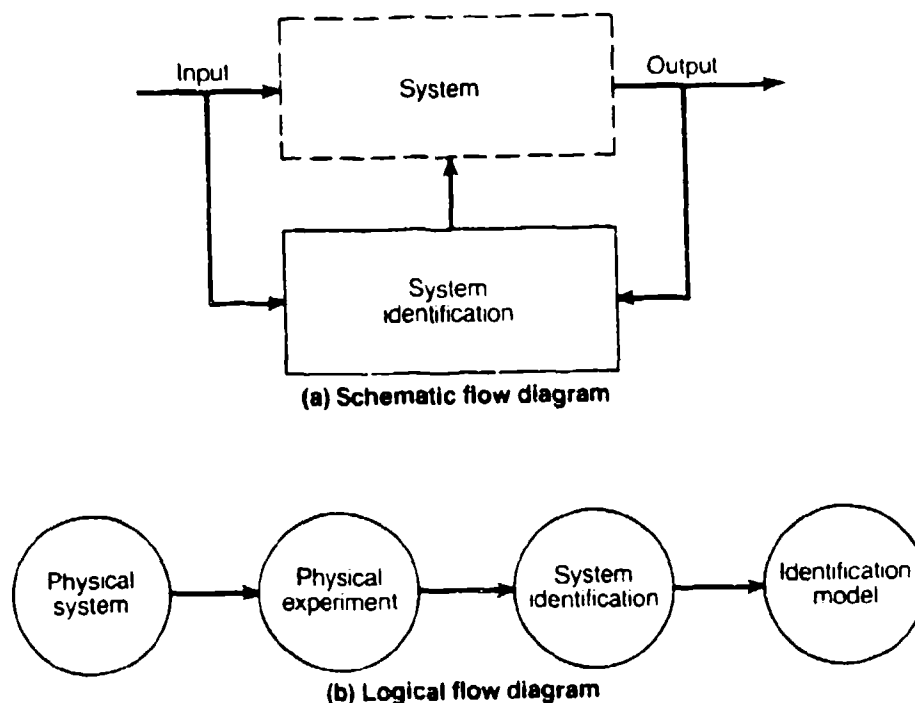 Input
Output
System
System
identification
(a) Schematic flow diagram
Physical
system
Physical
experiment
System
identification
Identification
model
(b) Logical flow diagram